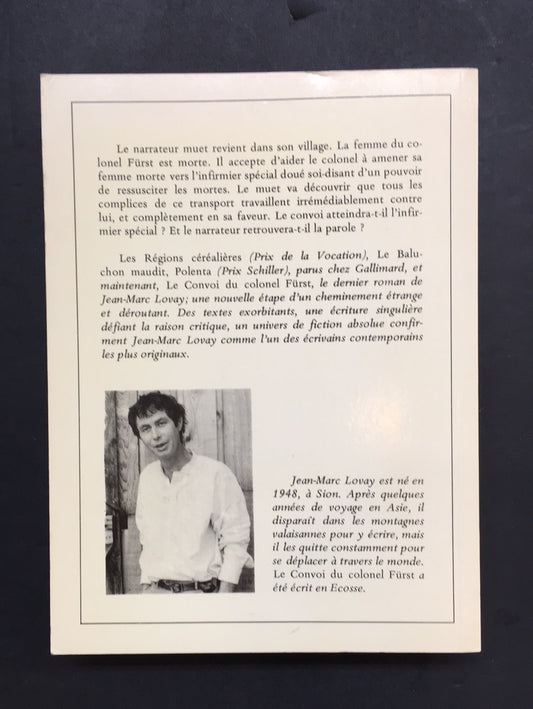 Le narrateur muet revient dans son village. La femme du co-
lonel Fürst est morte. Il accepte d'aider le colonel à amener sa
femme morte vers l'infirmier spécial doué soi-disant d'un pouvoir
de ressusciter les mortes. Le muet va découvrir que tous les
complices de ce transport travaillent irrémédiablement contre
lui, et complètement en sa faveur. Le convoi atteindra-t-il l'infir-
mier spécial ? Et le narrateur retrouvera-t-il la parole ?
Les Régions céréalières (Prix de la Vocation), Le Balu-
chon maudit, Polenta (Prix Schiller), parus chez Gallimard, et
maintenant, Le Convoi du colonel Fürst, le dernier roman de
Jean-Marc Lovay; une nouvelle étape d'un cheminement étrange
et déroutant. Des textes exorbitants, une écriture singulière
défiant la raison critique, un univers de fiction absolue confir-
ment Jean-Marc Lovay comme l'un des écrivains contemporains
les plus originaux.
Jean-Marc Lovay est né en
1948, à Sion. Après quelques
années de voyage en Asie, il
disparaît dans les montagnes
valaisannes pour y écrire, mais
il les quitte constamment pour
se déplacer à travers le monde.
Le Convoi du colonel Fürst a
été écrit en Ecosse.